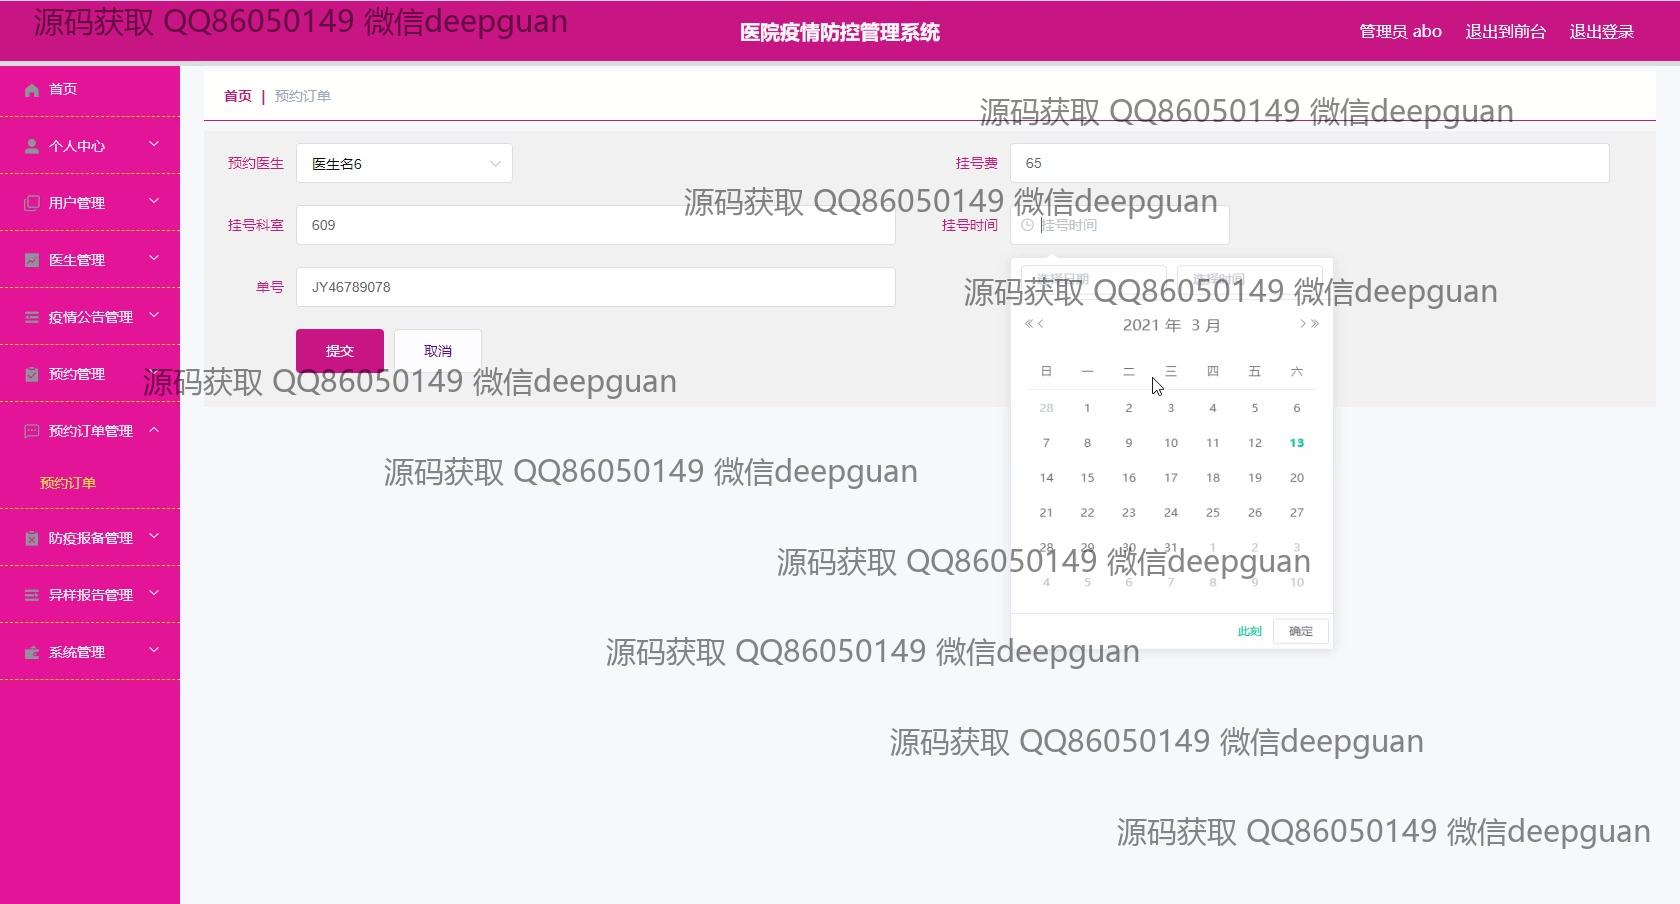 源码获取 QQ86050149 微信deepguan
医院疫情防控管理系统
管理员 abo 退出到前台 退出登录
首页
个人中心
用户管理
医生管理
疫情公告管理
预约管理
预约订单管理
预约订单
防疫报备管理
异样报告管理
系统管理
首页 | 预约订单
源码获取 QQ86050149 微信deepguan
预约医生 医生名6 挂号费 65
源码获取 QQ86050149 微信deepguan
挂号科室 609 挂号时间 挂号时间
选择日期 选择时间
源码获取 QQ86050149 微信deepguan
单号 JY46789078
提交 取消
源码获取 QQ86050149 微信deepguan
« ‹ 2021 年 3 月 › »
日 一 二 三 四 五 六
28 1 2 3 4 5 6
7 8 9 10 11 12 13
14 15 16 17 18 19 20
21 22 23 24 25 26 27
28 29 30 31 1 2 3
4 5 6 7 8 9 10
此刻 确定
源码获取 QQ86050149 微信deepguan
源码获取 QQ86050149 微信deepguan
源码获取 QQ86050149 微信deepguan
源码获取 QQ86050149 微信deepguan
源码获取 QQ86050149 微信deepguan